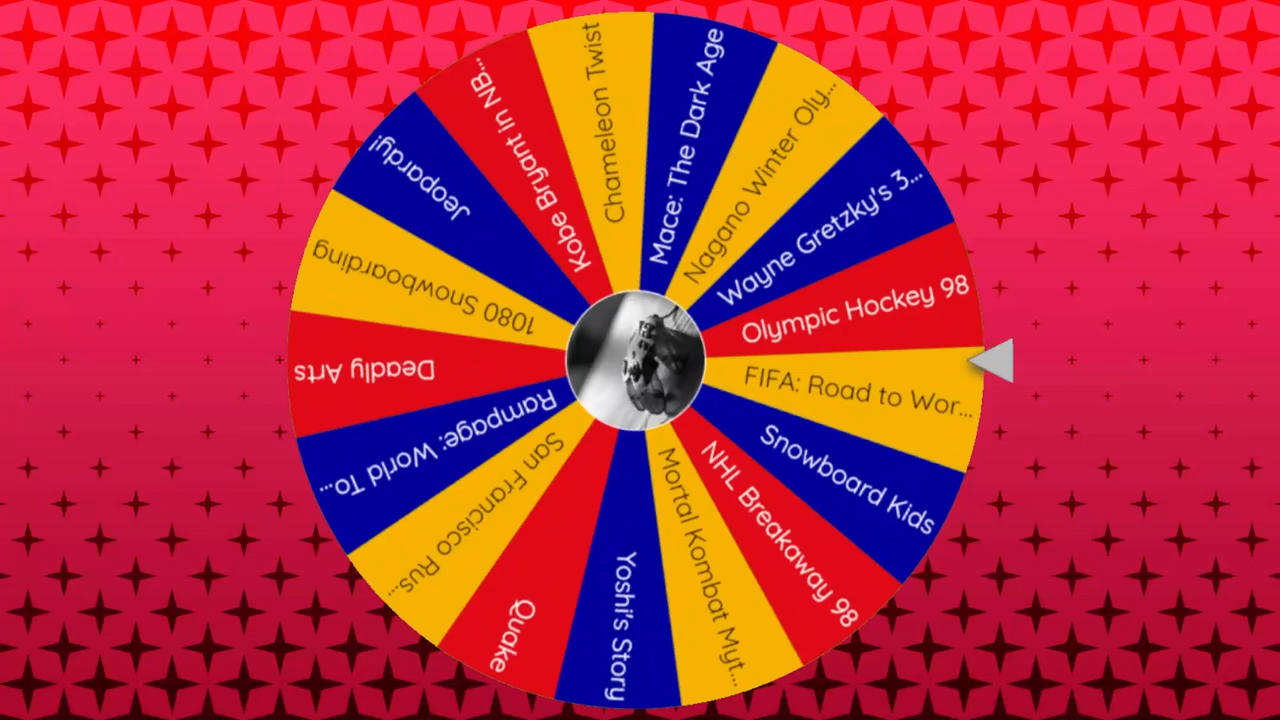 Chameleon Twist
Mace: The Dark Age
Nagano Winter Oly...
Wayne Gretzky's 3...
Olympic Hockey 98
FIFA: Road to Wor...
Snowboard Kids
NHL Breakaway 98
Mortal Kombat Myt...
Yoshi's Story
Quake
San Francisco Rus...
Rampage: World To...
Deadly Arts
1080 Snowboarding
Jeopardy!
Kobe Bryant in NB...